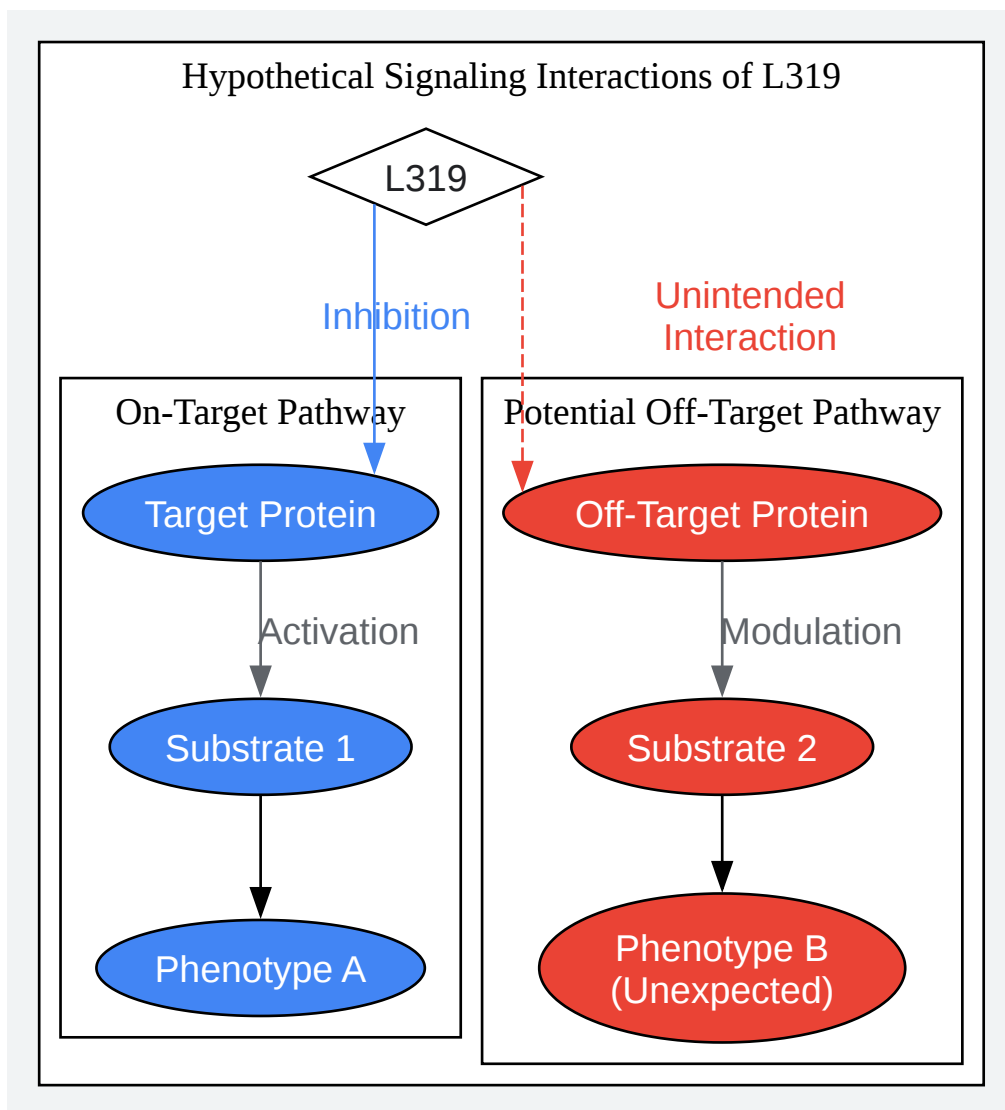 Hypothetical Signaling Interactions of L319
L319
Inhibition
Unintended
Interaction
On-Target Pathway
Target Protein
Activation
Substrate 1
Phenotype A
Potential Off-Target Pathway
Off-Target Protein
Modulation
Substrate 2
Phenotype B
(Unexpected)